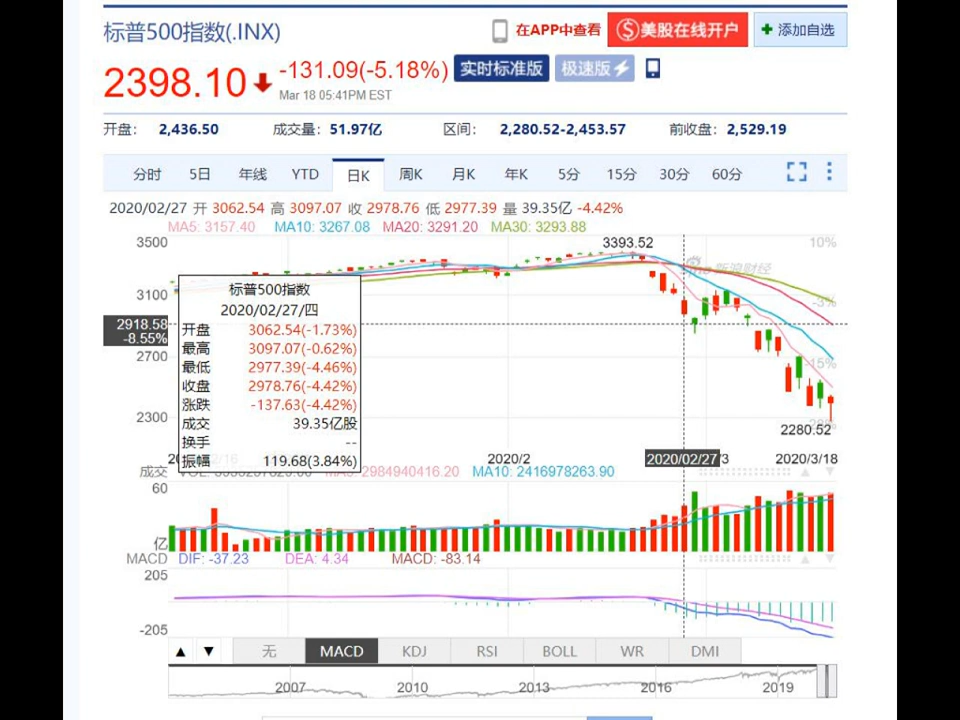 标普500指数(.INX)
在APP中查看
美股在线开户
添加自选
2398.10
-131.09(-5.18%)
实时标准版
极速版
Mar 18 05:41PM EST
开盘: 2,436.50
成交量: 51.97亿
区间: 2,280.52-2,453.57
前收盘: 2,529.19
分时 5日 年线 YTD 日K 周K 月K 年K 5分 15分 30分 60分
2020/02/27 开 3062.54 高 3097.07 收 2978.76 低 2977.39 量 39.35亿 -4.42%
MA5: 3157.40 MA10: 3267.08 MA20: 3291.20 MA30: 3293.88
3500 3393.52 10%
新浪财经
3100 -3%
2918.58
-8.55%
2700 -15%
2300
2280.52
标普500指数
2020/02/27/四
开盘 3062.54(-1.73%)
最高 3097.07(-0.62%)
最低 2977.39(-4.46%)
收盘 2978.76(-4.42%)
涨跌 -137.63(-4.42%)
成交 39.35亿股
换手 --
振幅 119.68(3.84%)
2020/2 2020/02/27 /3 2020/3/18
成交 2984940416.20 MA10: 2416978263.90
60
亿
MACD DIF: -37.23 DEA: 4.34 MACD: -83.14
205
-205
▲ ▼ 无 MACD KDJ RSI BOLL WR DMI
2007 2010 2013 2016 2019